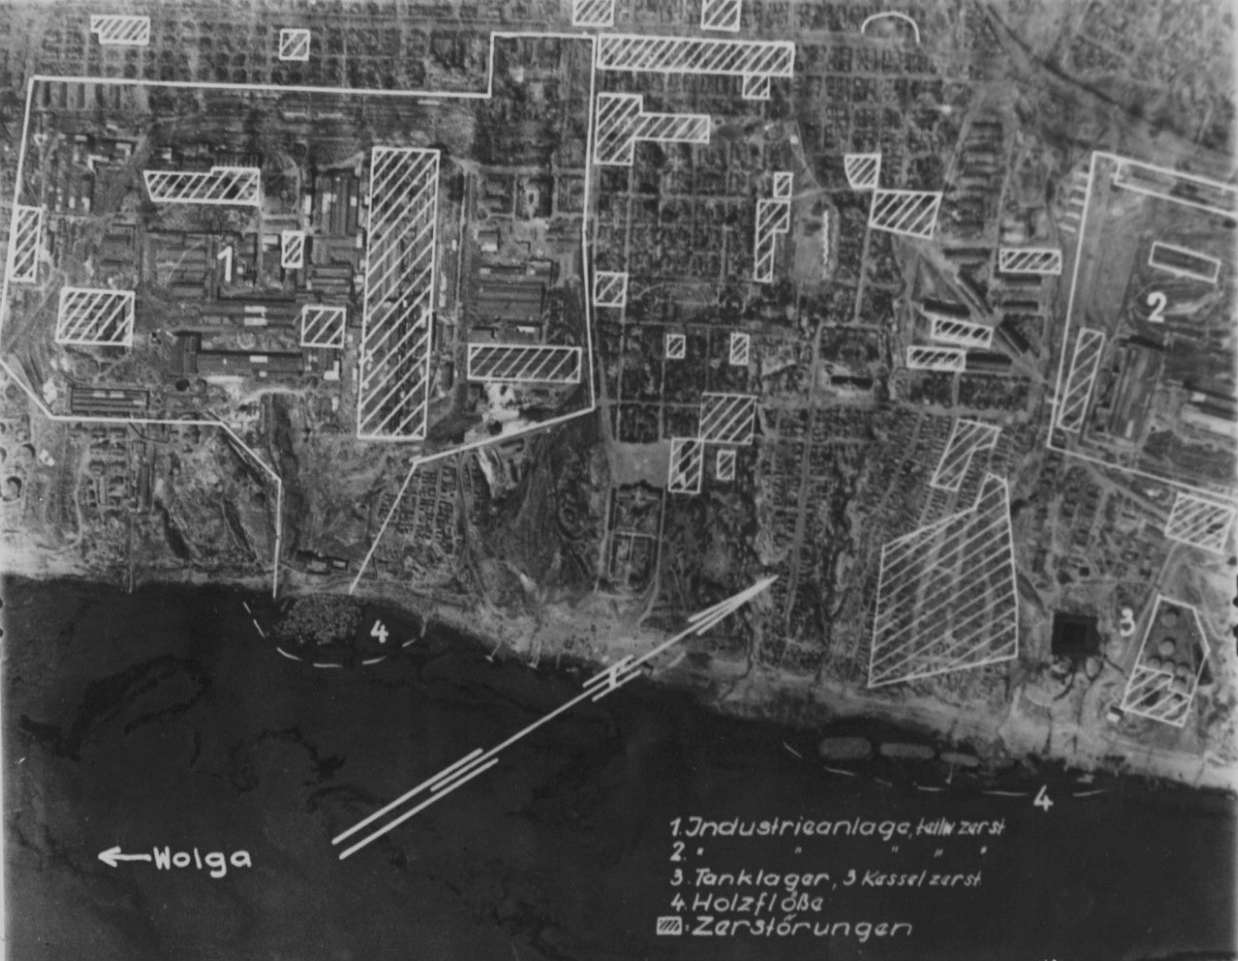 1
2
3
4
4
← Wolga
1. Industrieanlage, teilw zerst
2. " " " " "
3. Tanklager, 3 Kessel zerst.
4. Holzflöße
: Zerstörungen